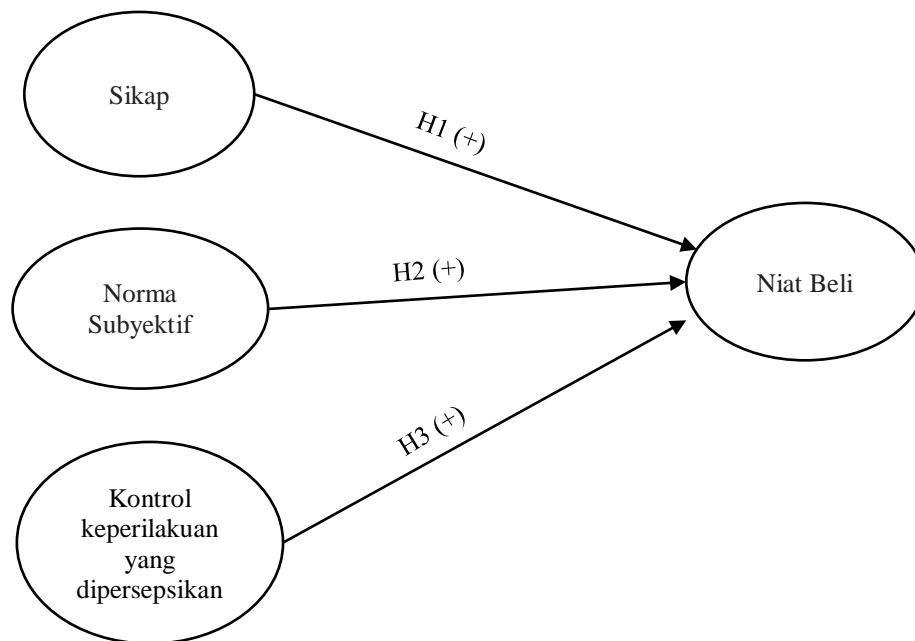 Sikap
H1 (+)
Norma
Subyektif
H2 (+)
Niat Beli
H3 (+)
Kontrol
keperilakuan
yang
dipersepsikan